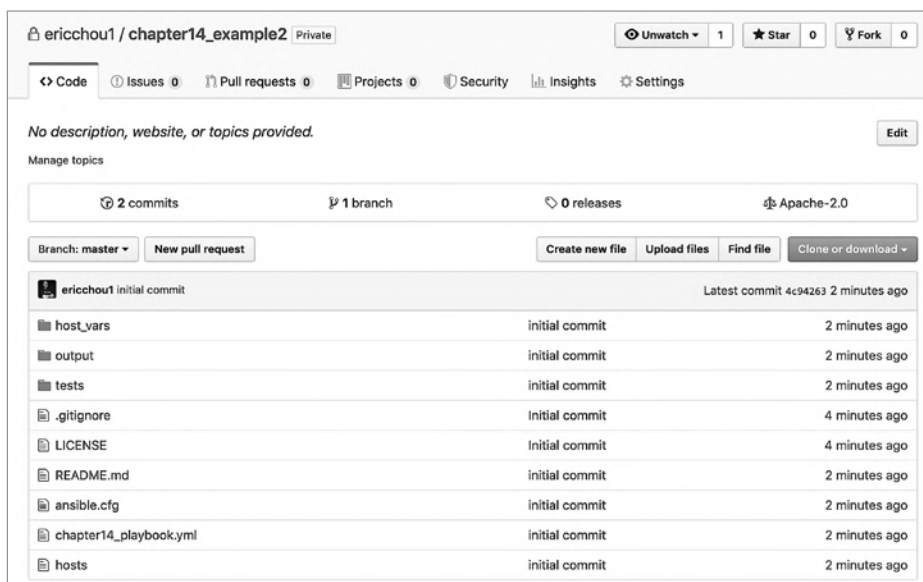 ericchou1 / chapter14_example2 Private Unwatch 1 Star 0 Fork 0
Code Issues 0 Pull requests 0 Projects 0 Security Insights Settings
No description, website, or topics provided. Edit
Manage topics
2 commits 1 branch 0 releases Apache-2.0
Branch: master New pull request Create new file Upload files Find file Clone or download
ericchou1 initial commit Latest commit 4c94263 2 minutes ago
host_vars initial commit 2 minutes ago
output initial commit 2 minutes ago
tests initial commit 2 minutes ago
.gitignore Initial commit 4 minutes ago
LICENSE Initial commit 4 minutes ago
README.md initial commit 2 minutes ago
ansible.cfg initial commit 2 minutes ago
chapter14_playbook.yml initial commit 2 minutes ago
hosts initial commit 2 minutes ago